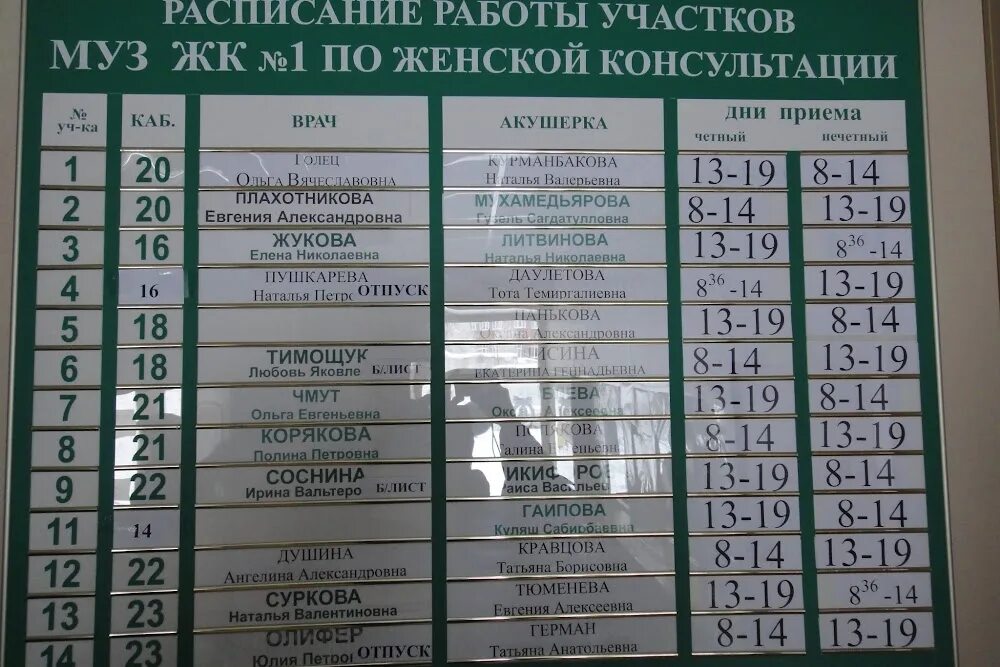 РАСПИСАНИЕ РАБОТЫ УЧАСТКОВ
МУЗ ЖК №1 ПО ЖЕНСКОЙ КОНСУЛЬТАЦИИ
№ уч-ка КАБ. ВРАЧ АКУШЕРКА дни приема
четный нечетный
1 20 Голец Ольга Вячеславовна КУРМАНБАКОВА Наталья Валерьевна 13-19 8-14
2 20 ПЛАХОТНИКОВА Евгения Александровна МУХАМЕДЬЯРОВА Гузель Сагдатулловна 8-14 13-19
3 16 ЖУКОВА Елена Николаевна ЛИТВИНОВА Наталья Николаевна 13-19 8³⁶-14
4 16 ПУШКАРЕВА Наталья Петро ОТПУСК ДАУЛЕТОВА Тота Темиргалиевна 8³⁶-14 13-19
5 18 ПАНЬКОВА Александровна 13-19 8-14
6 18 ТИМОЩУК Любовь Яковле Б/ЛИСТ ЕКАТЕРИНА ГЕННАДЬЕВНА 8-14 13-19
7 21 ЧМУТ Ольга Евгеньевна Алексеевна 13-19 8-14
8 21 КОРЯКОВА Полина Петровна 8-14 13-19
9 22 СОСНИНА Ирина Вальтеро Б/ЛИСТ 13-19 8-14
11 14 ГАИПОВА Куляш Сабирбаевна 13-19 8-14
12 22 ДУШИНА Ангелина Александровна КРАВЦОВА Татьяна Борисовна 8-14 13-19
13 23 СУРКОВА Наталья Валентиновна ТЮМЕНЕВА Евгения Алексеевна 13-19 8³⁶-14
14 23 ОЛИФЕР Юлия Петро ОТПУСК ГЕРМАН Татьяна Анатольевна 8-14 13-19